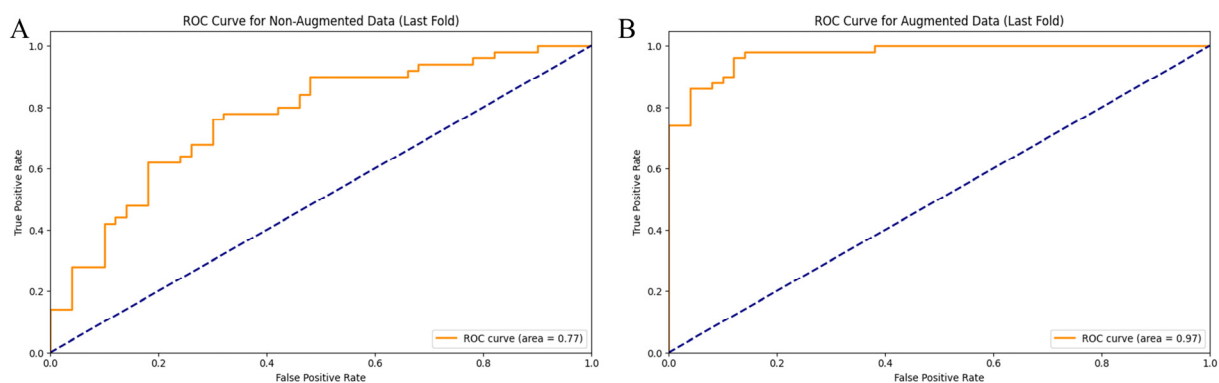 A
ROC Curve for Non-Augmented Data (Last Fold)
1.0
0.8
0.6
0.4
0.2
0.0
True Positive Rate
0.0 0.2 0.4 0.6 0.8 1.0
False Positive Rate
ROC curve (area = 0.77)
B
ROC Curve for Augmented Data (Last Fold)
1.0
0.8
0.6
0.4
0.2
0.0
True Positive Rate
0.0 0.2 0.4 0.6 0.8 1.0
False Positive Rate
ROC curve (area = 0.97)